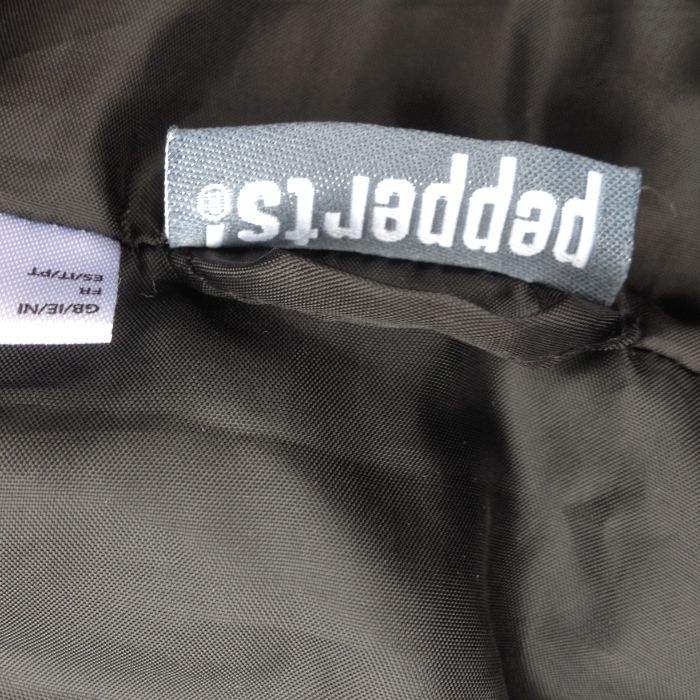 pepperts!
GB/IE/NI
FR
ES/IT/PT